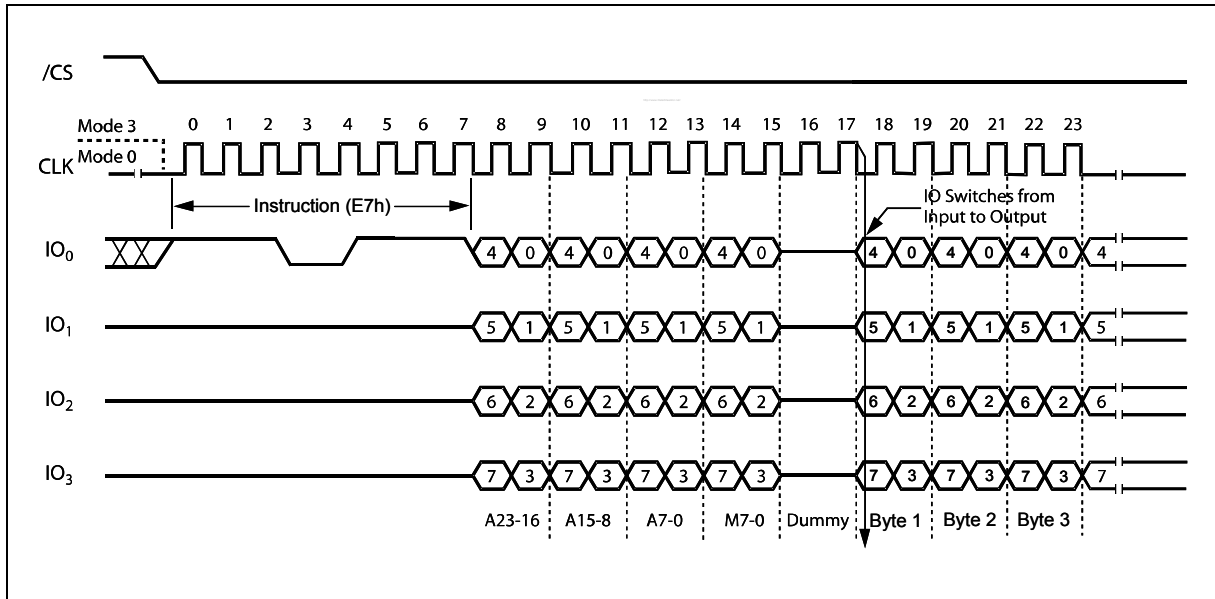 /CS
Mode 3
0 1 2 3 4 5 6 7 8 9 10 11 12 13 14 15 16 17 18 19 20 21 22 23
CLK
Mode 0
Instruction (E7h)
IO Switches from
Input to Output
IO0
4 0 4 0 4 0 4 0 4 0 4 0 4 0 4
IO1
5 1 5 1 5 1 5 1 5 1 5 1 5 1 5
IO2
6 2 6 2 6 2 6 2 6 2 6 2 6 2 6
IO3
7 3 7 3 7 3 7 3 7 3 7 3 7 3 7
A23-16 A15-8 A7-0 M7-0 Dummy Byte 1 Byte 2 Byte 3